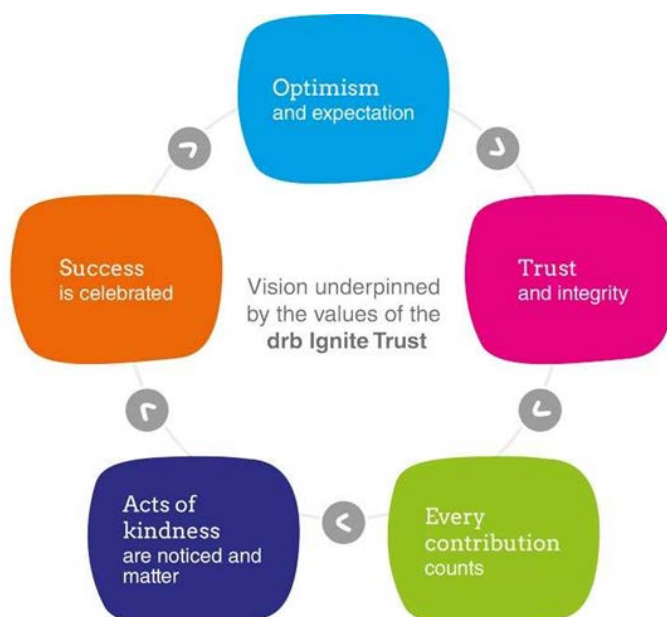 Optimism
and expectation
Trust
and integrity
Every
contribution
counts
Acts of
kindness
are noticed and
matter
Success
is celebrated
Vision underpinned
by the values of the
drb Ignite Trust